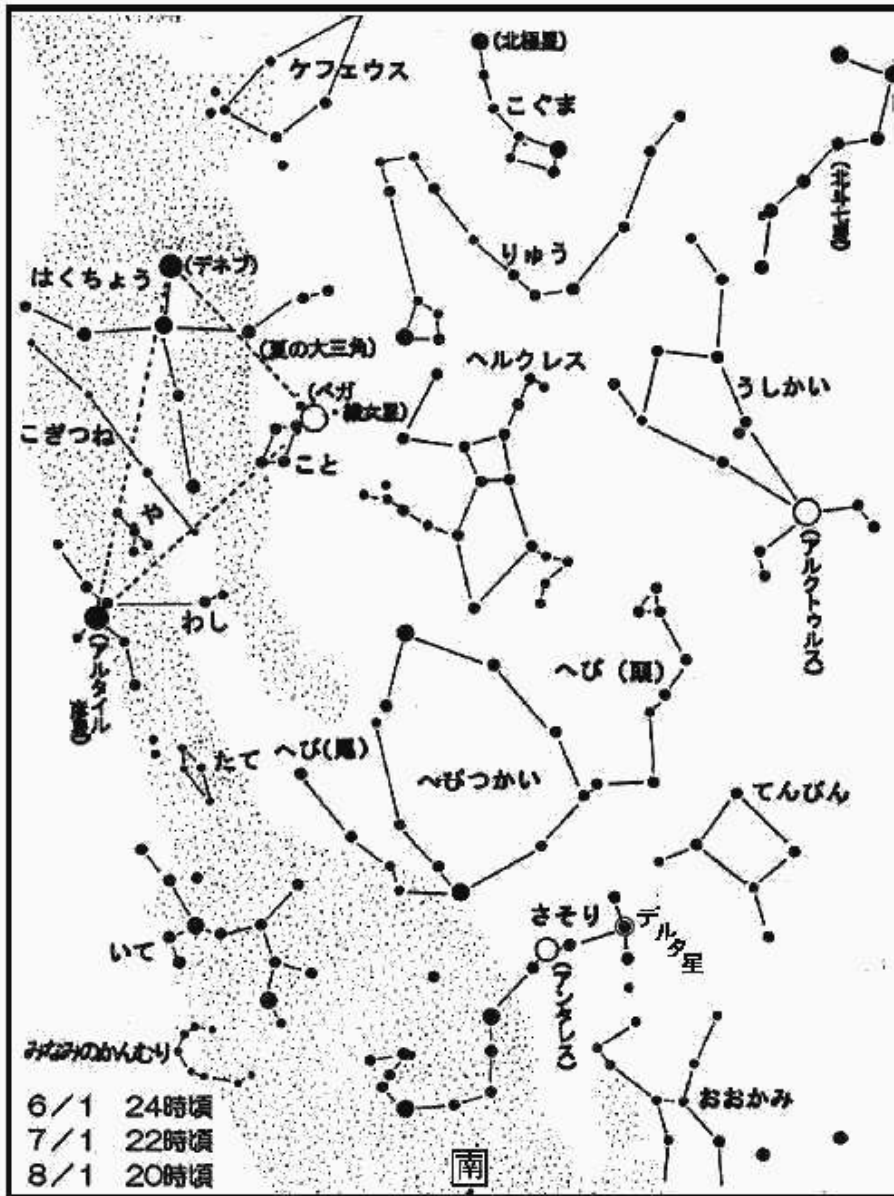 (北極星)
ケフェウス
こぐま
(北斗七星)
りゅう
(デネブ)
はくちょう
(夏の大三角)
ヘルクレス
うしかい
(ベガ
織女星)
こぎつね
こと
や
(アルクトゥルス)
わし
(アルタイル
へび(頭)
へび(尾)
たて
へびつかい
てんびん
さそり
デルタ星
いて
(アンタレス)
みなみのかんむり
おおかみ
6/1 24時頃
7/1 22時頃
8/1 20時頃
南